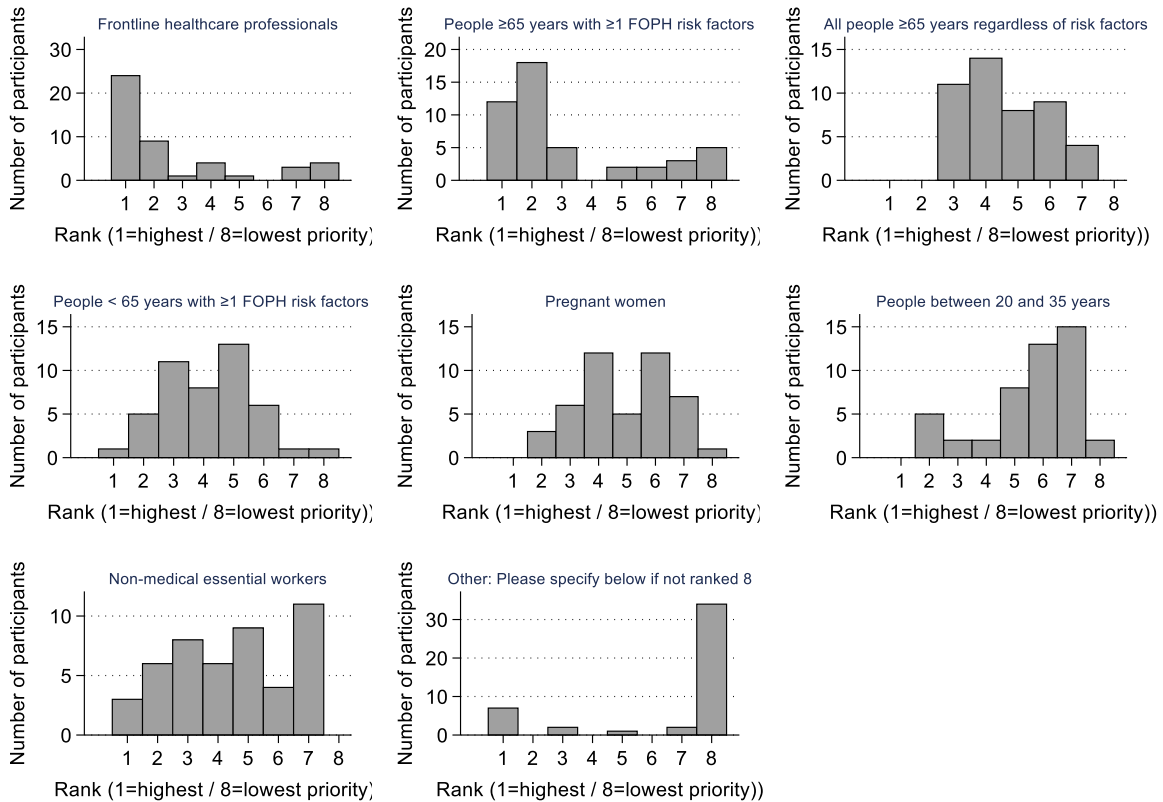 Frontline healthcare professionals
Number of participants
30
20
10
0
1 2 3 4 5 6 7 8
Rank (1=highest / 8=lowest priority)
People ≥65 years with ≥1 FOPH risk factors
Number of participants
20
15
10
5
0
1 2 3 4 5 6 7 8
Rank (1=highest / 8=lowest priority))
All people ≥65 years regardless of risk factors
Number of participants
15
10
5
0
1 2 3 4 5 6 7 8
Rank (1=highest / 8=lowest priority))
People < 65 years with ≥1 FOPH risk factors
Number of participants
15
10
5
0
1 2 3 4 5 6 7 8
Rank (1=highest / 8=lowest priority))
Pregnant women
Number of participants
15
10
5
0
1 2 3 4 5 6 7 8
Rank (1=highest / 8=lowest priority)
People between 20 and 35 years
Number of participants
15
10
5
0
1 2 3 4 5 6 7 8
Rank (1=highest / 8=lowest priority))
Non-medical essential workers
Number of participants
10
5
0
1 2 3 4 5 6 7 8
Rank (1=highest / 8=lowest priority)
Other: Please specify below if not ranked 8
Number of participants
30
20
10
0
1 2 3 4 5 6 7 8
Rank (1=highest / 8=lowest priority))